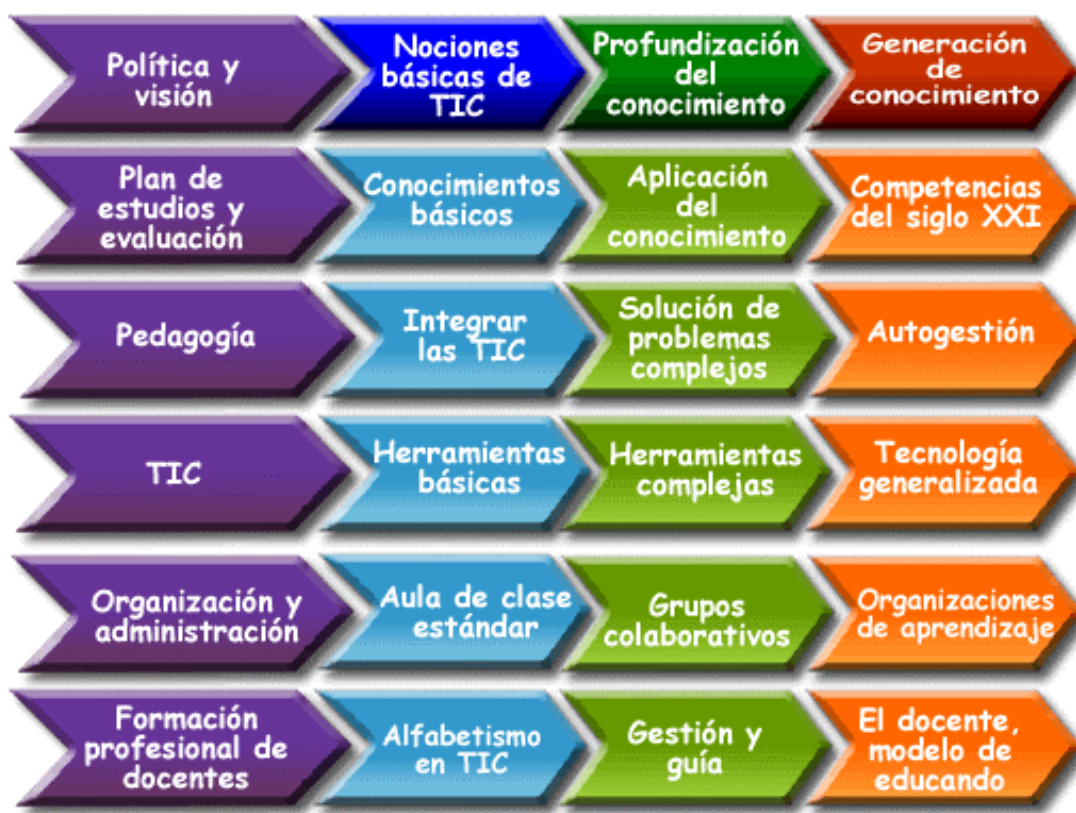 Política y
visión
Nociones
básicas de
TIC
Profundización
del
conocimiento
Generación
de
conocimiento
Plan de
estudios y
evaluación
Conocimientos
básicos
Aplicación
del
conocimiento
Competencias
del siglo XXI
Pedagogía
Integrar
las TIC
Solución de
problemas
complejos
Autogestión
TIC
Herramientas
básicas
Herramientas
complejas
Tecnología
generalizada
Organización y
administración
Aula de clase
estándar
Grupos
colaborativos
Organizaciones
de aprendizaje
Formación
profesional de
docentes
Alfabetismo
en TIC
Gestión y
guía
El docente,
modelo de
educando